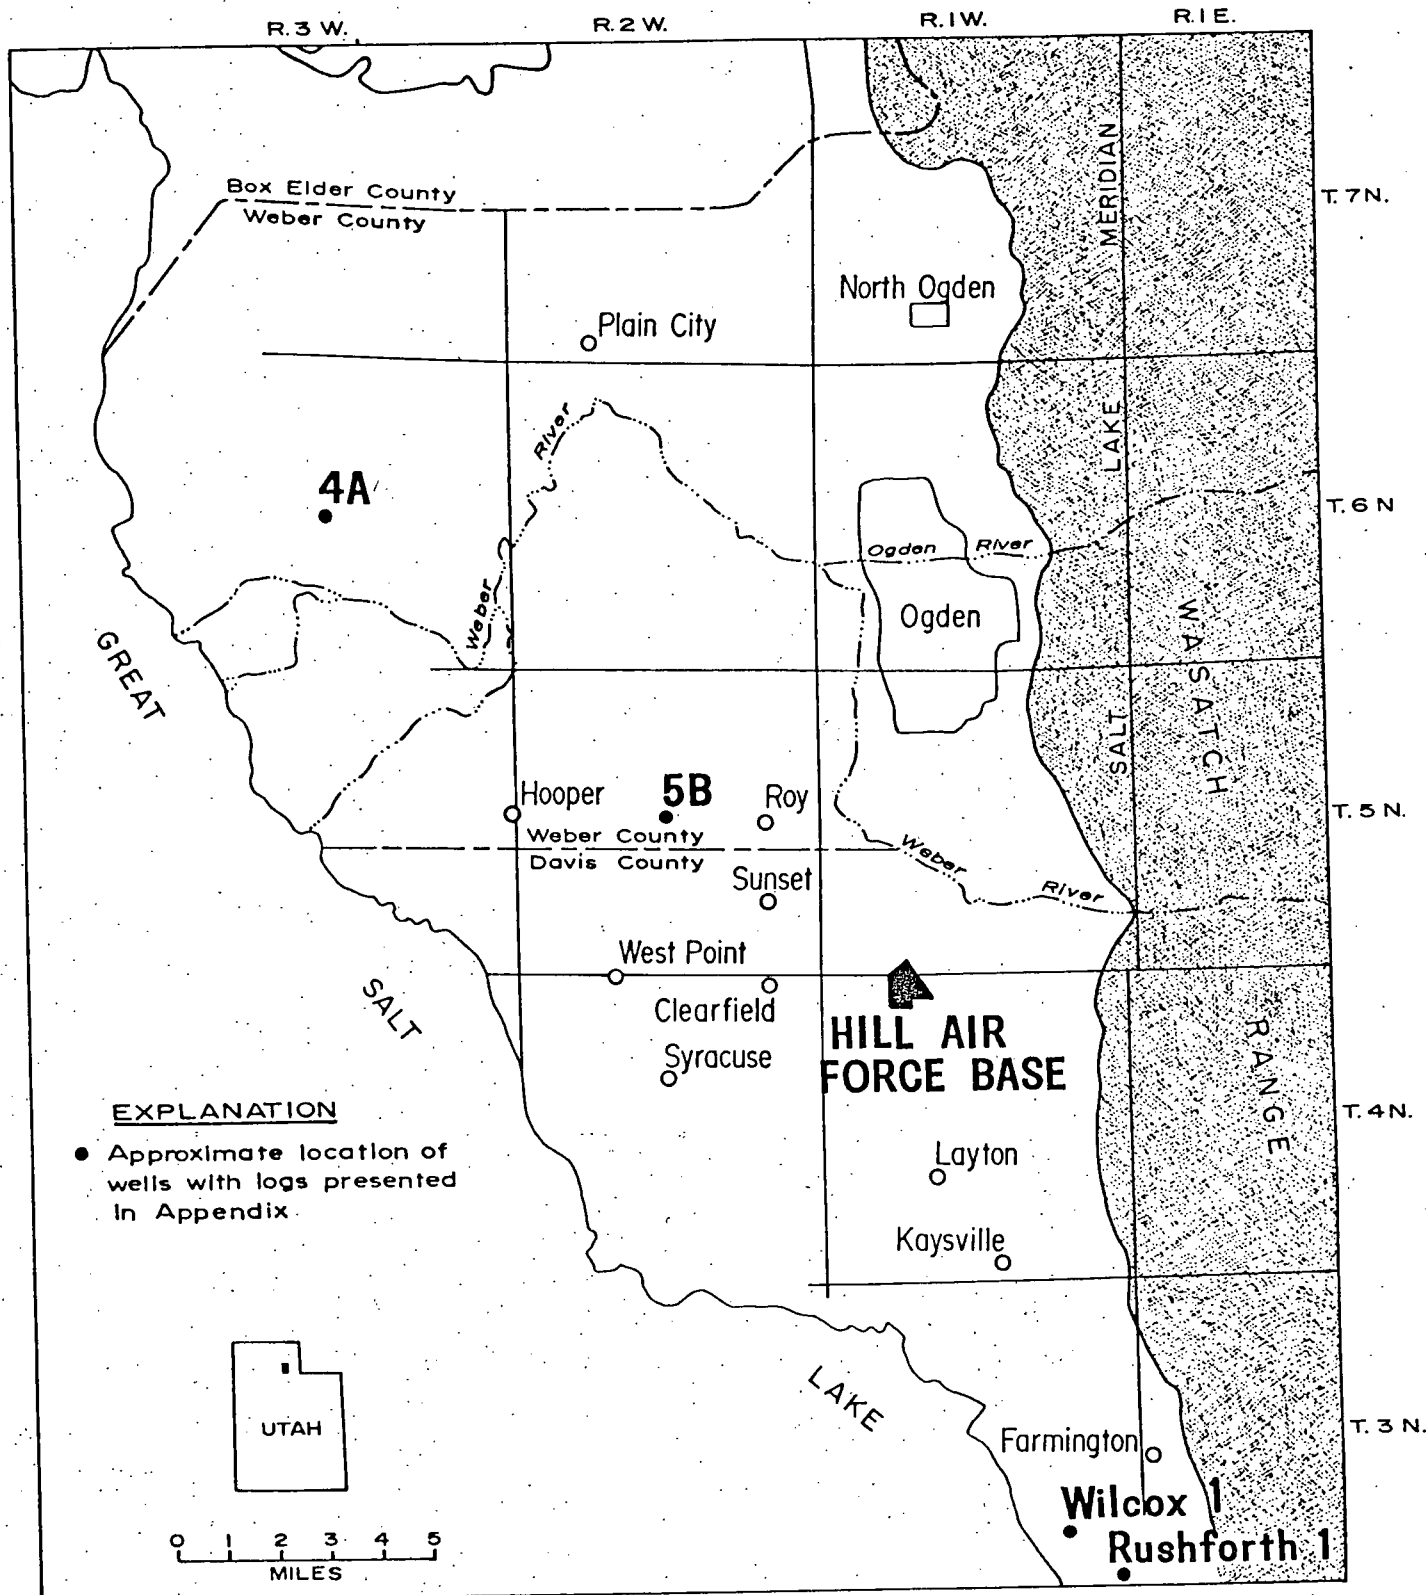 R.3 W.
R.2 W.
R.1W.
R.1 E.
Box Elder County
Weber County
MERIDIAN
T. 7N.
North Ogden
Plain City
River
LAKE
4A
T. 6 N
Ogden River
Weber
Ogden
WASATCH
GREAT
SALT
Hooper
5B
Roy
T. 5 N.
Weber County
Davis County
Weber
River
Sunset
West Point
SALT
Clearfield
HILL AIR
FORCE BASE
Syracuse
RANGE
EXPLANATION
Approximate location of
wells with logs presented
In Appendix
T. 4N.
Layton
Kaysville
UTAH
LAKE
T. 3 N.
Farmington
Wilcox 1
Rushforth 1
0 1 2 3 4 5
MILES